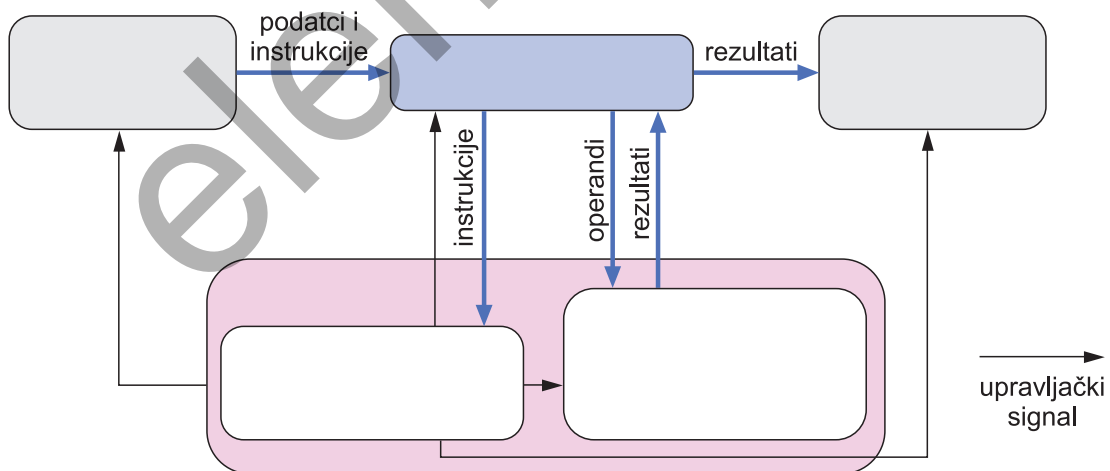 podatci i
instrukcije
rezultati
instrukcije
operandi
rezultati
upravljački
signal